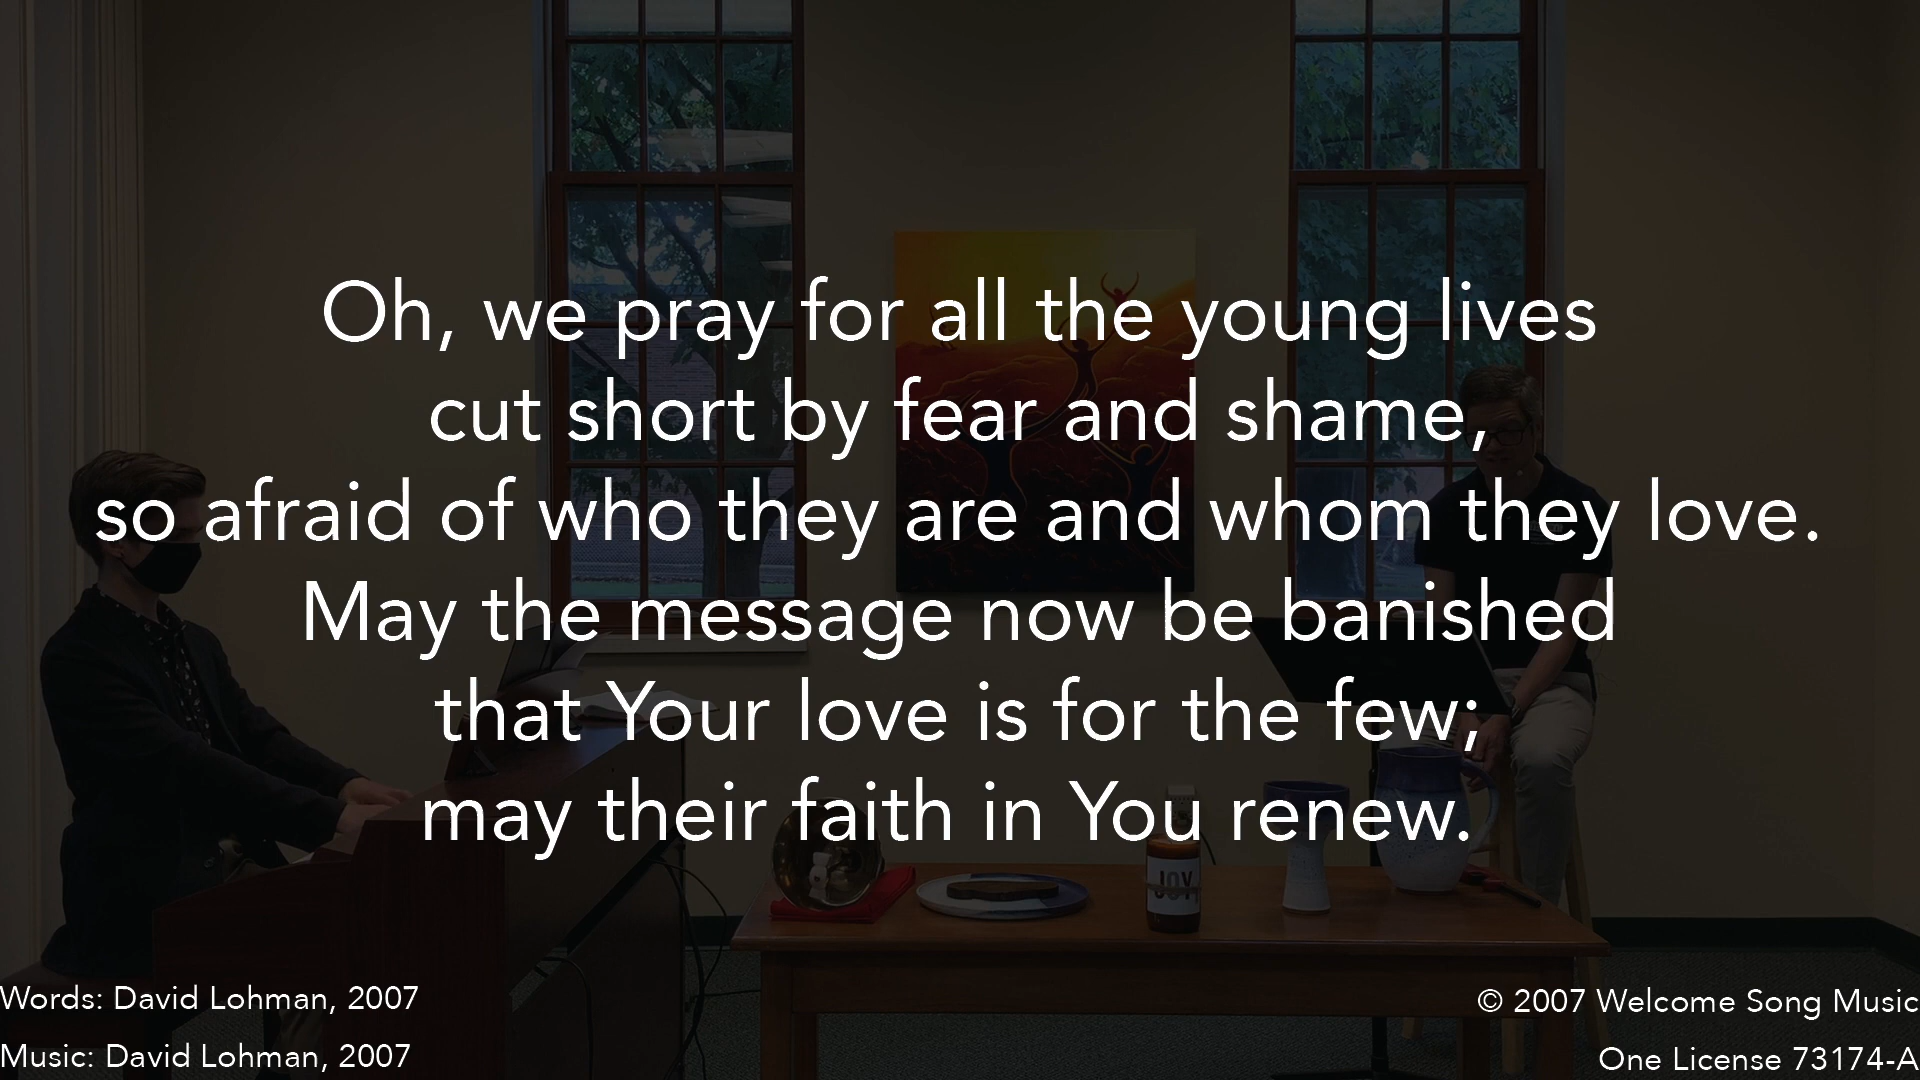 Oh, we pray for all the young lives
cut short by fear and shame,
so afraid of who they are and whom they love.
May the message now be banished
that Your love is for the few;
may their faith in You renew.
JOY
Words: David Lohman, 2007
Music: David Lohman, 2007
© 2007 Welcome Song Music
One License 73174-A